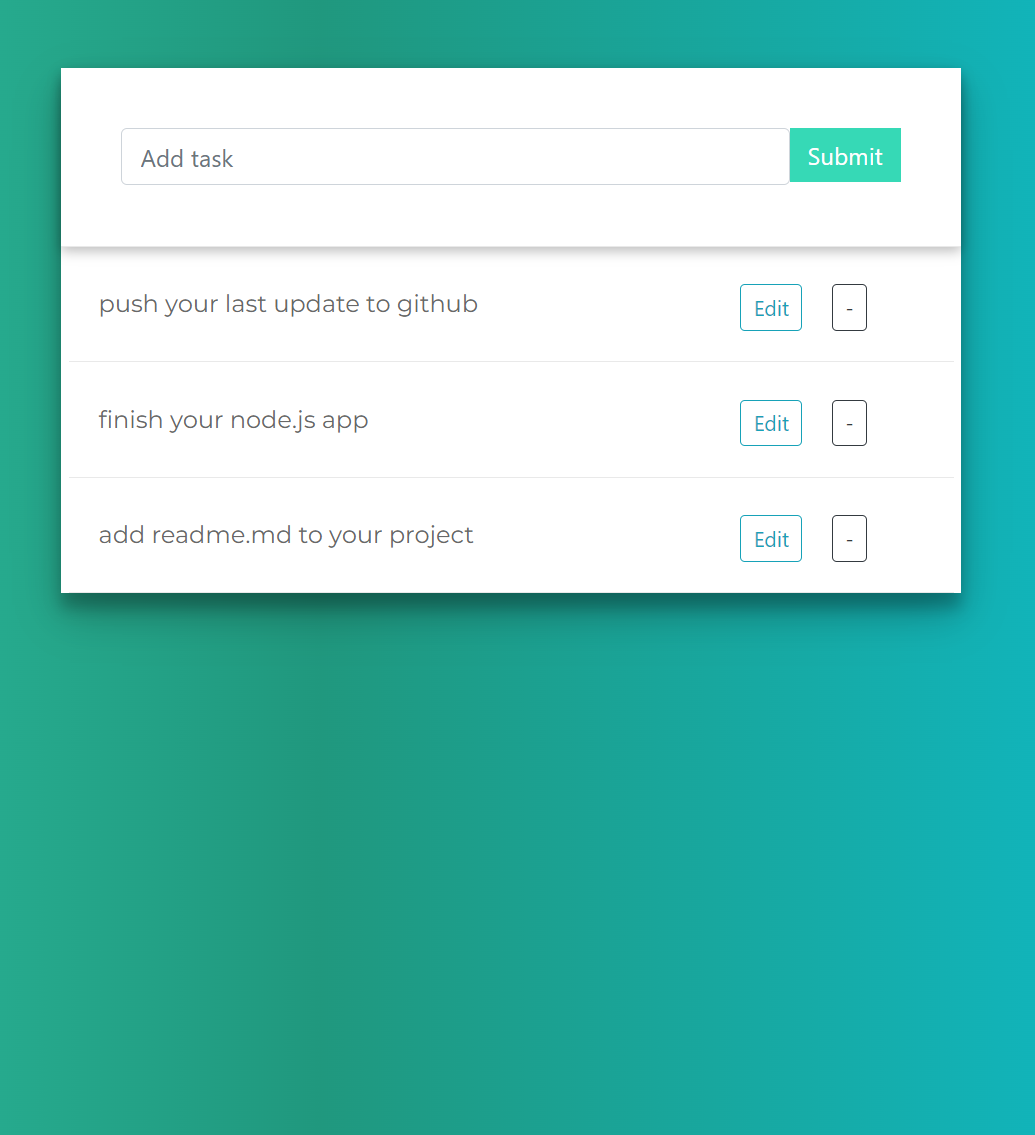 Add task
Submit
push your last update to github
Edit
-
finish your node.js app
Edit
-
add readme.md to your project
Edit
-